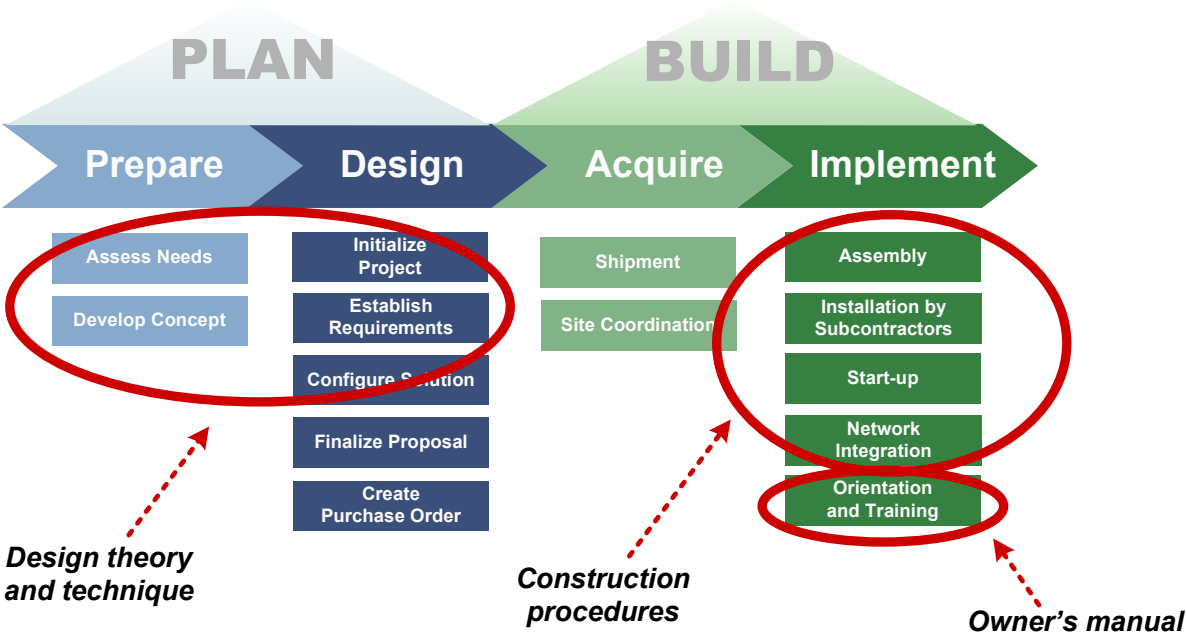 PLAN
BUILD
Prepare
Design
Acquire
Implement
Assess Needs
Develop Concept
Initialize
Project
Establish
Requirements
Configure Solution
Finalize Proposal
Create
Purchase Order
Shipment
Site Coordination
Assembly
Installation by
Subcontractors
Start-up
Network
Integration
Orientation
and Training
Design theory
and technique
Construction
procedures
Owner's manual